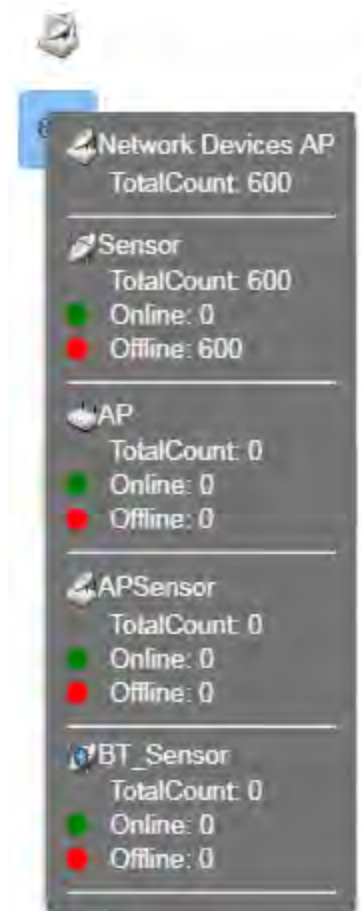 Network Devices AP
TotalCount: 600
Sensor
TotalCount: 600
Online: 0
Offline: 600
AP
TotalCount: 0
Online: 0
Offline: 0
APSensor
TotalCount: 0
Online: 0
Offline: 0
BT_Sensor
TotalCount: 0
Online: 0
Offline: 0